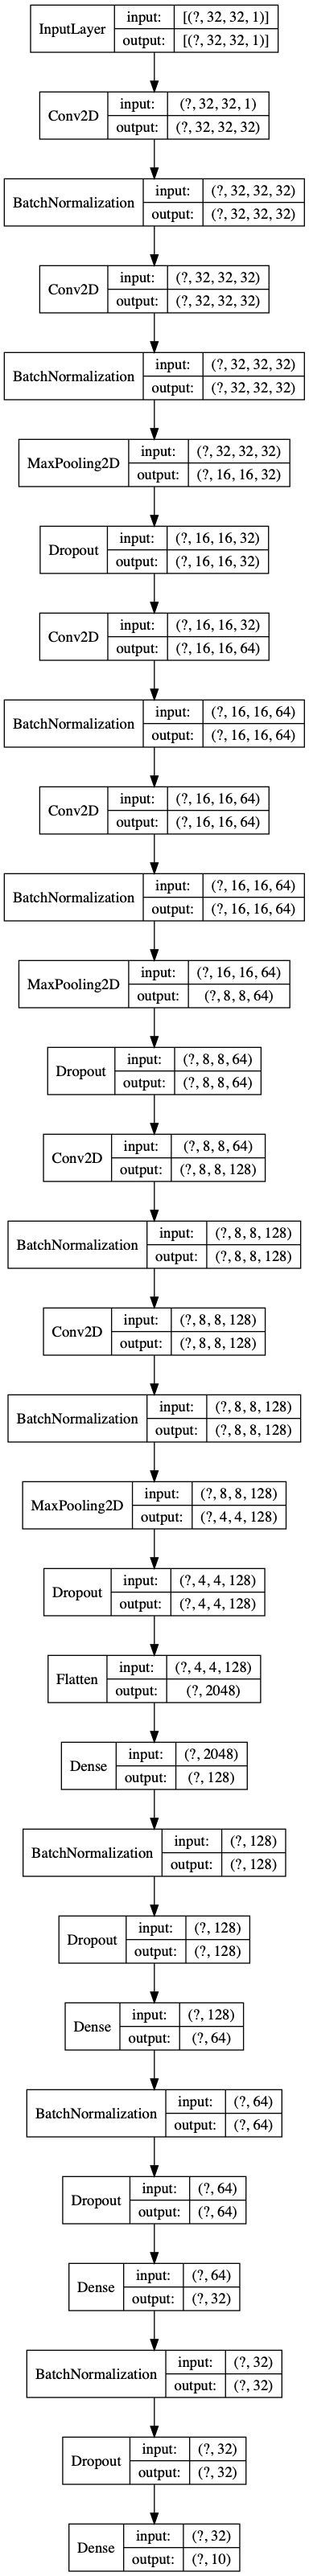 InputLayer input: [(?, 32, 32, 1)]
output: [(?, 32, 32, 1)]
Conv2D input: (?, 32, 32, 1)
output: (?, 32, 32, 32)
BatchNormalization input: (?, 32, 32, 32)
output: (?, 32, 32, 32)
Conv2D input: (?, 32, 32, 32)
output: (?, 32, 32, 32)
BatchNormalization input: (?, 32, 32, 32)
output: (?, 32, 32, 32)
MaxPooling2D input: (?, 32, 32, 32)
output: (?, 16, 16, 32)
Dropout input: (?, 16, 16, 32)
output: (?, 16, 16, 32)
Conv2D input: (?, 16, 16, 32)
output: (?, 16, 16, 64)
BatchNormalization input: (?, 16, 16, 64)
output: (?, 16, 16, 64)
Conv2D input: (?, 16, 16, 64)
output: (?, 16, 16, 64)
BatchNormalization input: (?, 16, 16, 64)
output: (?, 16, 16, 64)
MaxPooling2D input: (?, 16, 16, 64)
output: (?, 8, 8, 64)
Dropout input: (?, 8, 8, 64)
output: (?, 8, 8, 64)
Conv2D input: (?, 8, 8, 64)
output: (?, 8, 8, 128)
BatchNormalization input: (?, 8, 8, 128)
output: (?, 8, 8, 128)
Conv2D input: (?, 8, 8, 128)
output: (?, 8, 8, 128)
BatchNormalization input: (?, 8, 8, 128)
output: (?, 8, 8, 128)
MaxPooling2D input: (?, 8, 8, 128)
output: (?, 4, 4, 128)
Dropout input: (?, 4, 4, 128)
output: (?, 4, 4, 128)
Flatten input: (?, 4, 4, 128)
output: (?, 2048)
Dense input: (?, 2048)
output: (?, 128)
BatchNormalization input: (?, 128)
output: (?, 128)
Dropout input: (?, 128)
output: (?, 128)
Dense input: (?, 128)
output: (?, 64)
BatchNormalization input: (?, 64)
output: (?, 64)
Dropout input: (?, 64)
output: (?, 64)
Dense input: (?, 64)
output: (?, 32)
BatchNormalization input: (?, 32)
output: (?, 32)
Dropout input: (?, 32)
output: (?, 32)
Dense input: (?, 32)
output: (?, 10)